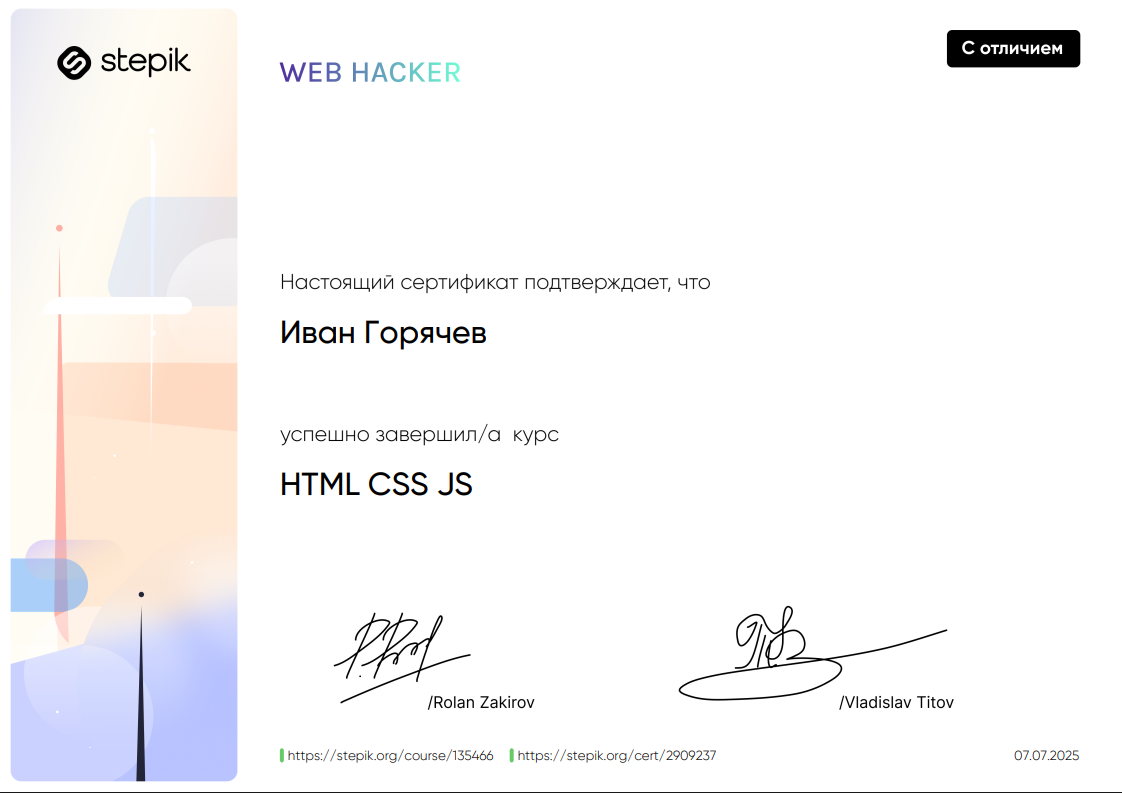 stepik
WEB HACKER
С отличием
Настоящий сертификат подтверждает, что
Иван Горячев
успешно завершил/а курс
HTML CSS JS
/Rolan Zakirov
/Vladislav Titov
https://stepik.org/course/135466
https://stepik.org/cert/2909237
07.07.2025